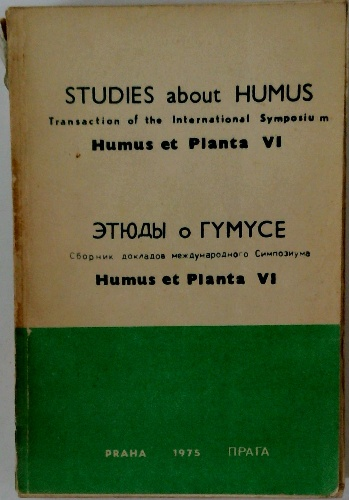 STUDIES about HUMUS
Transaction of the International Symposium
Humus et Planta VI
ЭТЮДЫ о ГУМУСЕ
Сборник докладов международного Симпозиума
Humus et Planta VI
PRAHA 1975 ПРАГА